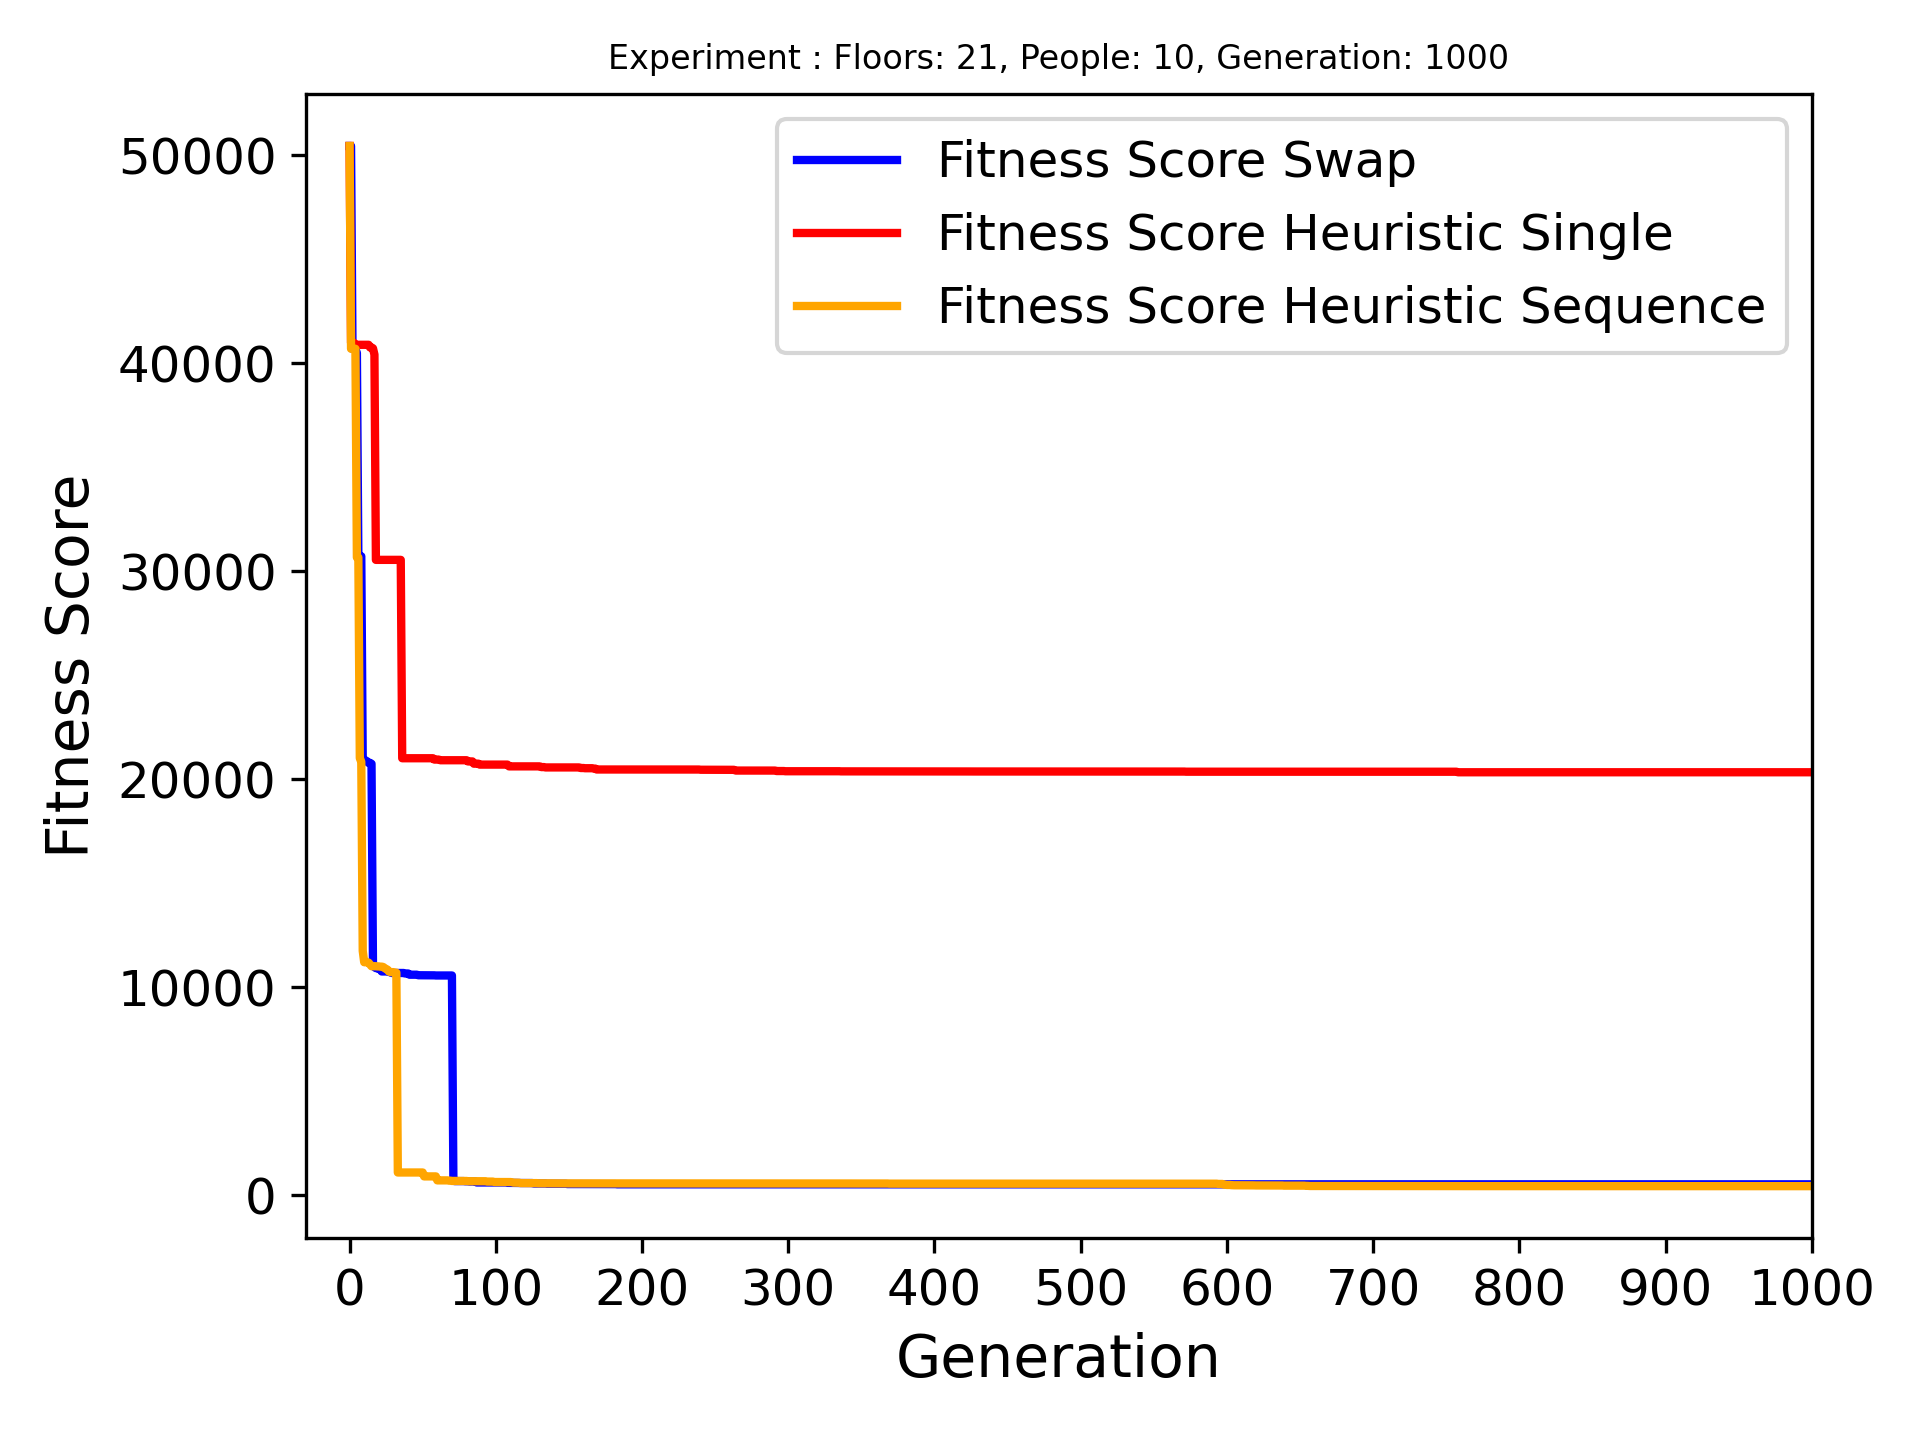 Experiment : Floors: 21, People: 10, Generation: 1000
Fitness Score Swap
Fitness Score Heuristic Single
Fitness Score Heuristic Sequence
Fitness Score
50000
40000
30000
20000
10000
0
0 100 200 300 400 500 600 700 800 900 1000
Generation